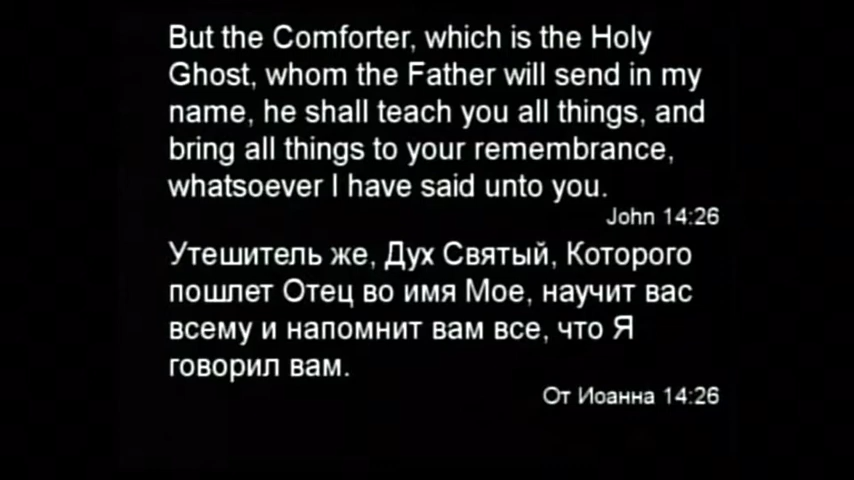 But the Comforter, which is the Holy
Ghost, whom the Father will send in my
name, he shall teach you all things, and
bring all things to your remembrance,
whatsoever I have said unto you.
John 14:26
Утешитель же, Дух Святый, Которого
пошлет Отец во имя Мое, научит вас
всему и напомнит вам все, что Я
говорил вам.
От Иоанна 14:26